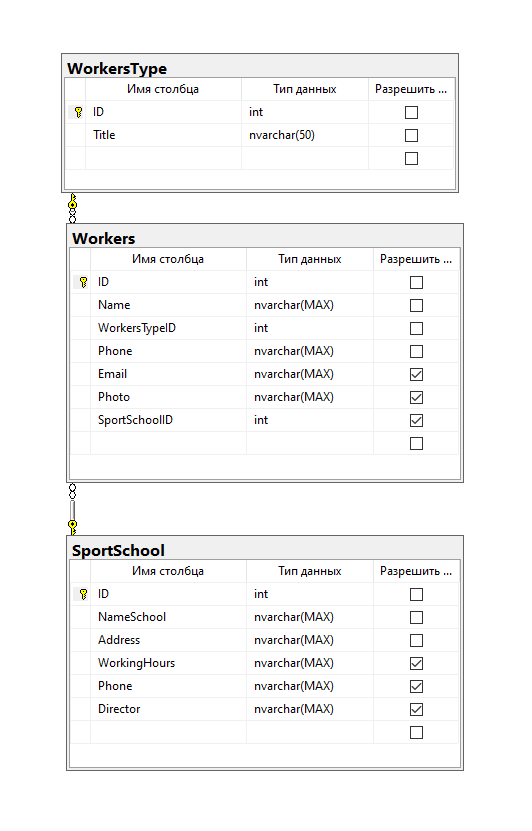 WorkersType
Имя столбца Тип данных Разрешить ...
ID int
Title nvarchar(50)
Workers
Имя столбца Тип данных Разрешить ...
ID int
Name nvarchar(MAX)
WorkersTypeID int
Phone nvarchar(MAX)
Email nvarchar(MAX)
Photo nvarchar(MAX)
SportSchoolID int
SportSchool
Имя столбца Тип данных Разрешить ...
ID int
NameSchool nvarchar(MAX)
Address nvarchar(MAX)
WorkingHours nvarchar(MAX)
Phone nvarchar(MAX)
Director nvarchar(MAX)